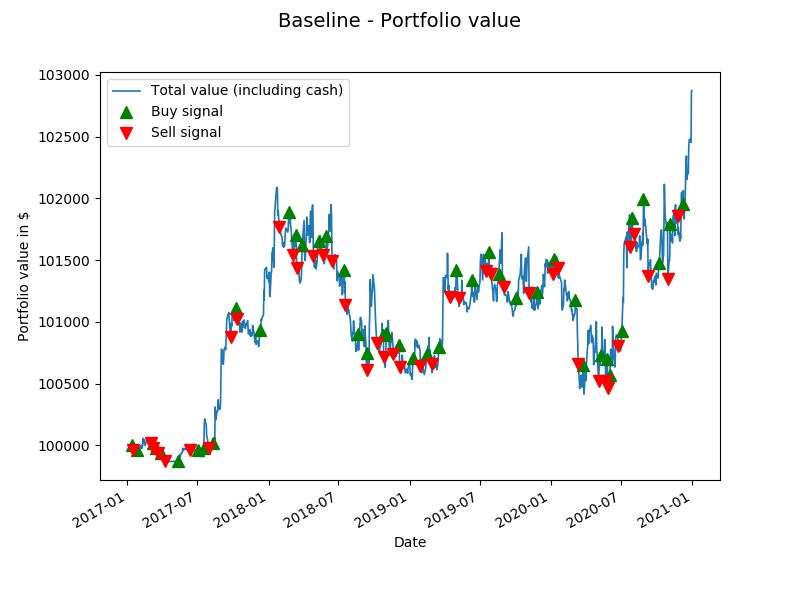 Baseline - Portfolio value
103000
Total value (including cash)
Buy signal
Sell signal
102500
102000
101500
101000
100500
100000
Portfolio value in $
2017-01
2017-07
2018-01
2018-07
2019-01
2019-07
2020-01
2020-07
2021-01
Date